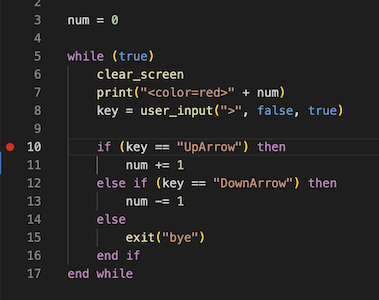 2
3 num = 0
4
5 while (true)
6 clear_screen
7 print("<color=red>" + num)
8 key = user_input(">", false, true)
9
10 if (key == "UpArrow") then
11 num += 1
12 else if (key == "DownArrow") then
13 num -= 1
14 else
15 exit("bye")
16 end if
17 end while